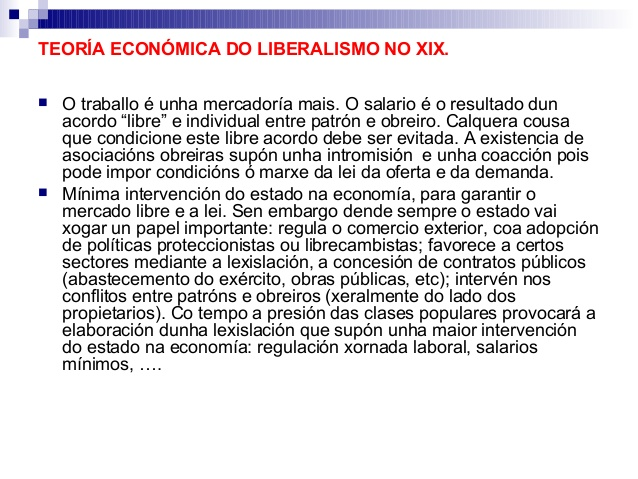 TEORÍA ECONÓMICA DO LIBERALISMO NO XIX.
O traballo é unha mercadoría mais. O salario é o resultado dun
acordo “libre” e individual entre patrón e obreiro. Calquera cousa
que condicione este libre acordo debe ser evitada. A existencia de
asociacións obreiras supón unha intromisión e unha coacción pois
pode impor condicións ó marxe da lei da oferta e da demanda.
Mínima intervención do estado na economía, para garantir o
mercado libre e a lei. Sen embargo dende sempre o estado vai
xogar un papel importante: regula o comercio exterior, coa adopción
de políticas proteccionistas ou librecambistas; favorece a certos
sectores mediante a lexislación, a concesión de contratos públicos
(abastecemento do exército, obras públicas, etc); intervén nos
conflitos entre patróns e obreiros (xeralmente do lado dos
propietarios). Co tempo a presión das clases populares provocará a
elaboración dunha lexislación que supón unha maior intervención
do estado na economía: regulación xornada laboral, salarios
mínimos, ….